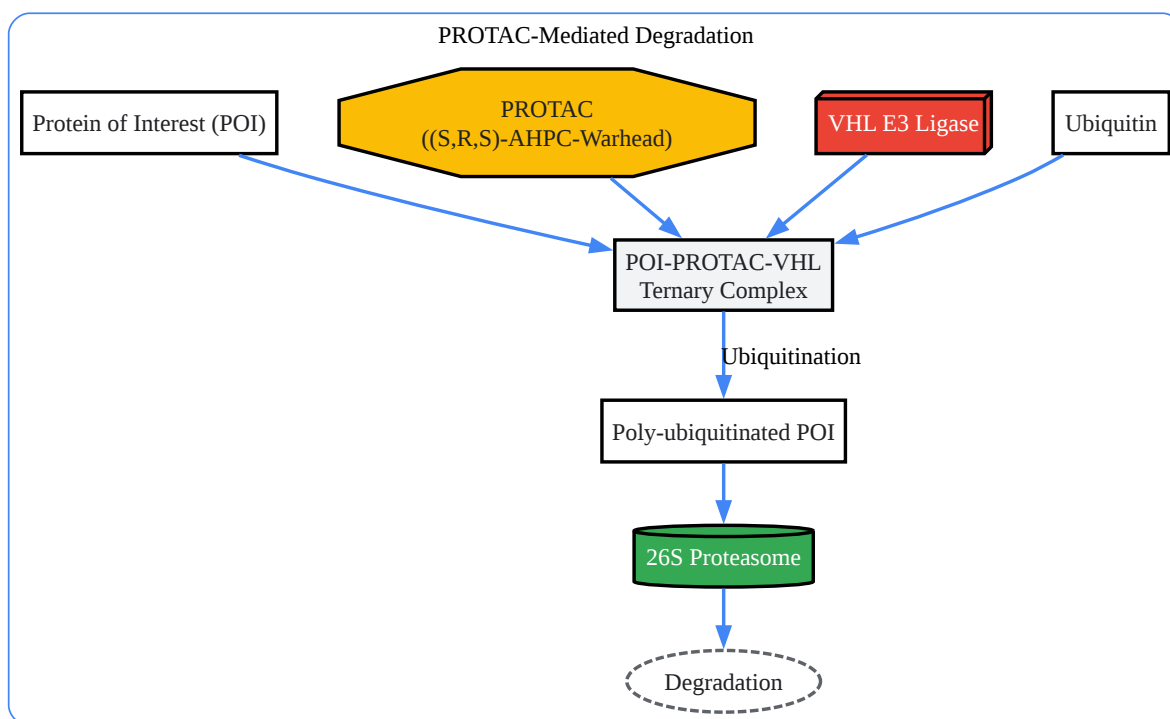 PROTAC-Mediated Degradation
Protein of Interest (POI)
PROTAC
((S,R,S)-AHPC-Warhead)
VHL E3 Ligase
Ubiquitin
POI-PROTAC-VHL
Ternary Complex
Ubiquitination
Poly-ubiquitinated POI
26S Proteasome
Degradation